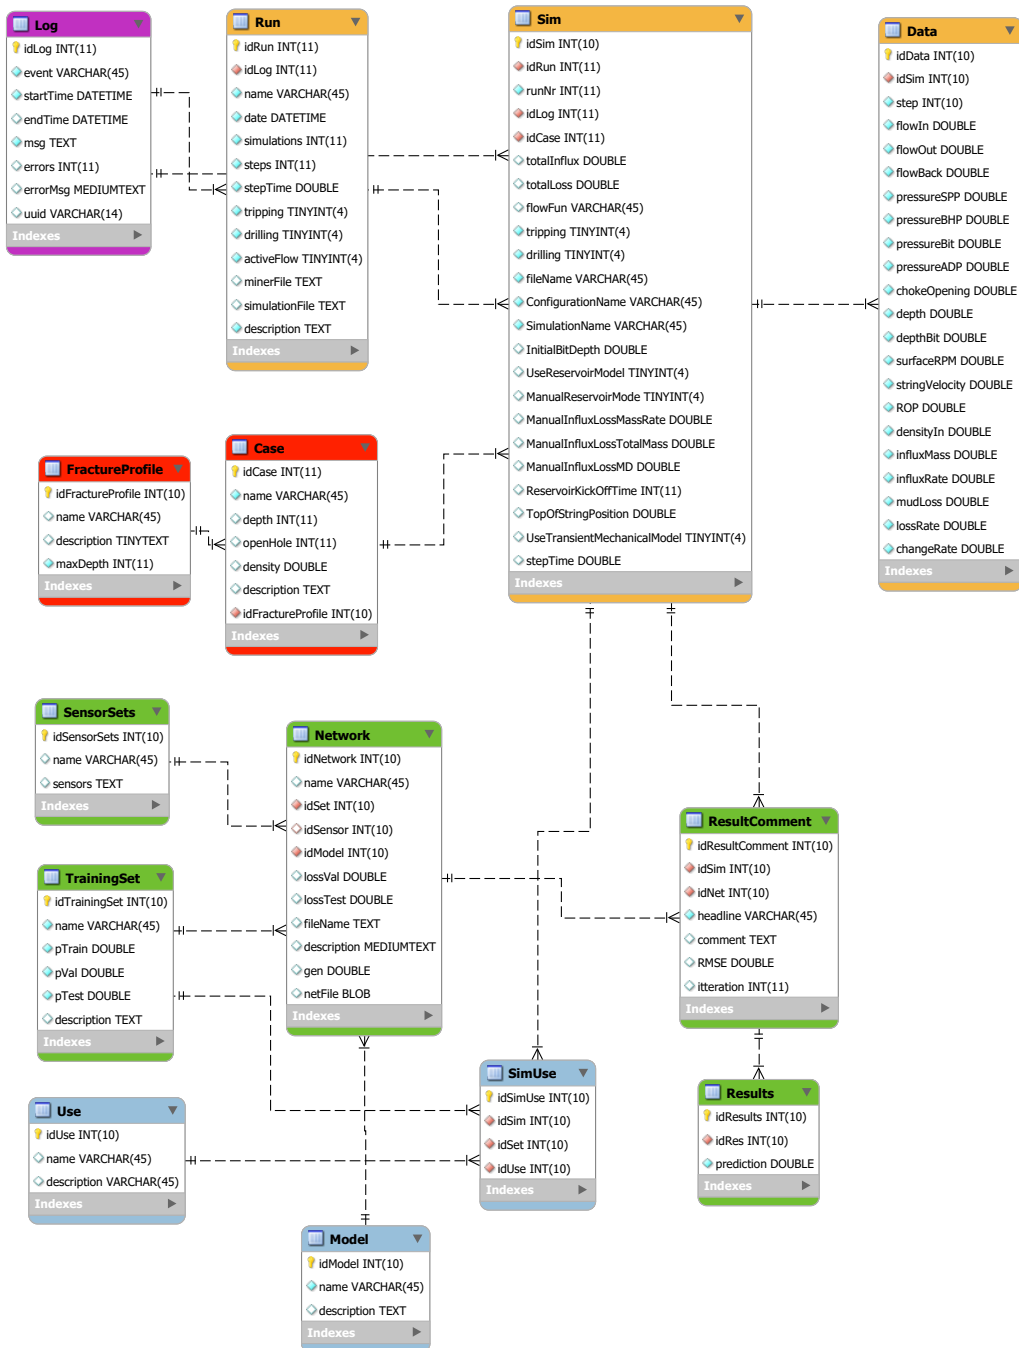 Log
idLog INT(11)
event VARCHAR(45)
startTime DATETIME
endTime DATETIME
msg TEXT
errors INT(11)
errorMsg MEDIUMTEXT
uuid VARCHAR(14)
Indexes
Run
idRun INT(11)
idLog INT(11)
name VARCHAR(45)
date DATETIME
simulations INT(11)
steps INT(11)
stepTime DOUBLE
tripping TINYINT(4)
drilling TINYINT(4)
activeFlow TINYINT(4)
minerFile TEXT
simulationFile TEXT
description TEXT
Indexes
Sim
idSim INT(10)
idRun INT(11)
runNr INT(11)
idLog INT(11)
idCase INT(11)
totalInflux DOUBLE
totalLoss DOUBLE
flowFun VARCHAR(45)
tripping TINYINT(4)
drilling TINYINT(4)
fileName VARCHAR(45)
ConfigurationName VARCHAR(45)
SimulationName VARCHAR(45)
InitialBitDepth DOUBLE
UseReservoirModel TINYINT(4)
ManualReservoirMode TINYINT(4)
ManualInfluxLossMassRate DOUBLE
ManualInfluxLossTotalMass DOUBLE
ManualInfluxLossMD DOUBLE
ReservoirKickOffTime INT(11)
TopOfStringPosition DOUBLE
UseTransientMechanicalModel TINYINT(4)
stepTime DOUBLE
Indexes
Data
idData INT(10)
idSim INT(10)
step INT(10)
flowIn DOUBLE
flowOut DOUBLE
flowBack DOUBLE
pressureSPP DOUBLE
pressureBHP DOUBLE
pressureBit DOUBLE
pressureADP DOUBLE
chokeOpening DOUBLE
depth DOUBLE
depthBit DOUBLE
surfaceRPM DOUBLE
stringVelocity DOUBLE
ROP DOUBLE
densityIn DOUBLE
influxMass DOUBLE
influxRate DOUBLE
mudLoss DOUBLE
lossRate DOUBLE
changeRate DOUBLE
Indexes
FractureProfile
idFractureProfile INT(10)
name VARCHAR(45)
description TINYTEXT
maxDepth INT(11)
Indexes
Case
idCase INT(11)
name VARCHAR(45)
depth INT(11)
openHole INT(11)
density DOUBLE
description TEXT
idFractureProfile INT(10)
Indexes
SensorSets
idSensorSets INT(10)
name VARCHAR(45)
sensors TEXT
Indexes
Network
idNetwork INT(10)
name VARCHAR(45)
idSet INT(10)
idSensor INT(10)
idModel INT(10)
lossVal DOUBLE
lossTest DOUBLE
fileName TEXT
description MEDIUMTEXT
gen DOUBLE
netFile BLOB
Indexes
TrainingSet
idTrainingSet INT(10)
name VARCHAR(45)
pTrain DOUBLE
pVal DOUBLE
pTest DOUBLE
description TEXT
Indexes
ResultComment
idResultComment INT(10)
idSim INT(10)
idNet INT(10)
headline VARCHAR(45)
comment TEXT
RMSE DOUBLE
itteration INT(11)
Indexes
Use
idUse INT(10)
name VARCHAR(45)
description VARCHAR(45)
Indexes
SimUse
idSimUse INT(10)
idSim INT(10)
idSet INT(10)
idUse INT(10)
Indexes
Results
idResults INT(10)
idRes INT(10)
prediction DOUBLE
Indexes
Model
idModel INT(10)
name VARCHAR(45)
description TEXT
Indexes